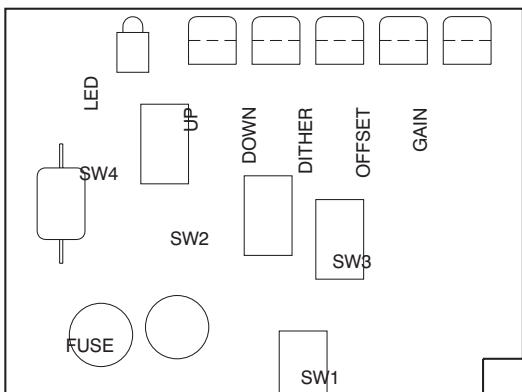 LED
UP
DOWN
DITHER
OFFSET
GAIN
SW4
SW2
SW3
FUSE
SW1